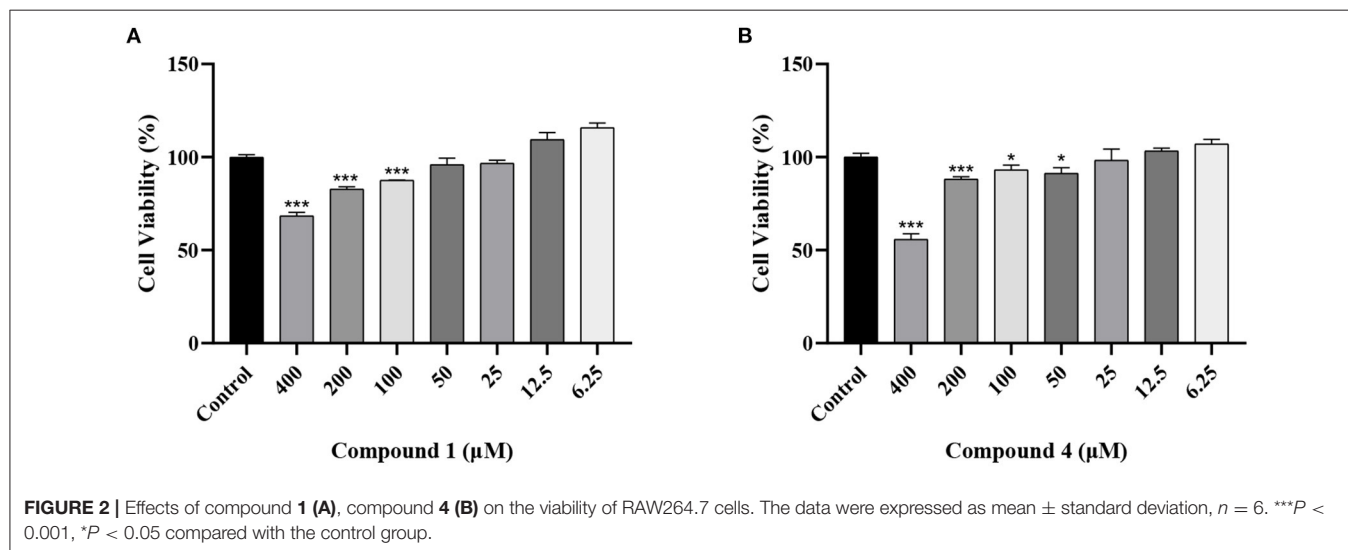 A
150
100
50
0
Cell Viability (%)
***
***
***
Control
400
200
100
50
25
12.5
6.25
Compound 1 (µM)
B
150
100
50
0
Cell Viability (%)
***
***
*
*
Control
400
200
100
50
25
12.5
6.25
Compound 4 (µM)
FIGURE 2 | Effects of compound 1 (A), compound 4 (B) on the viability of RAW264.7 cells. The data were expressed as mean ± standard deviation, n = 6. ***P <
0.001, *P < 0.05 compared with the control group.